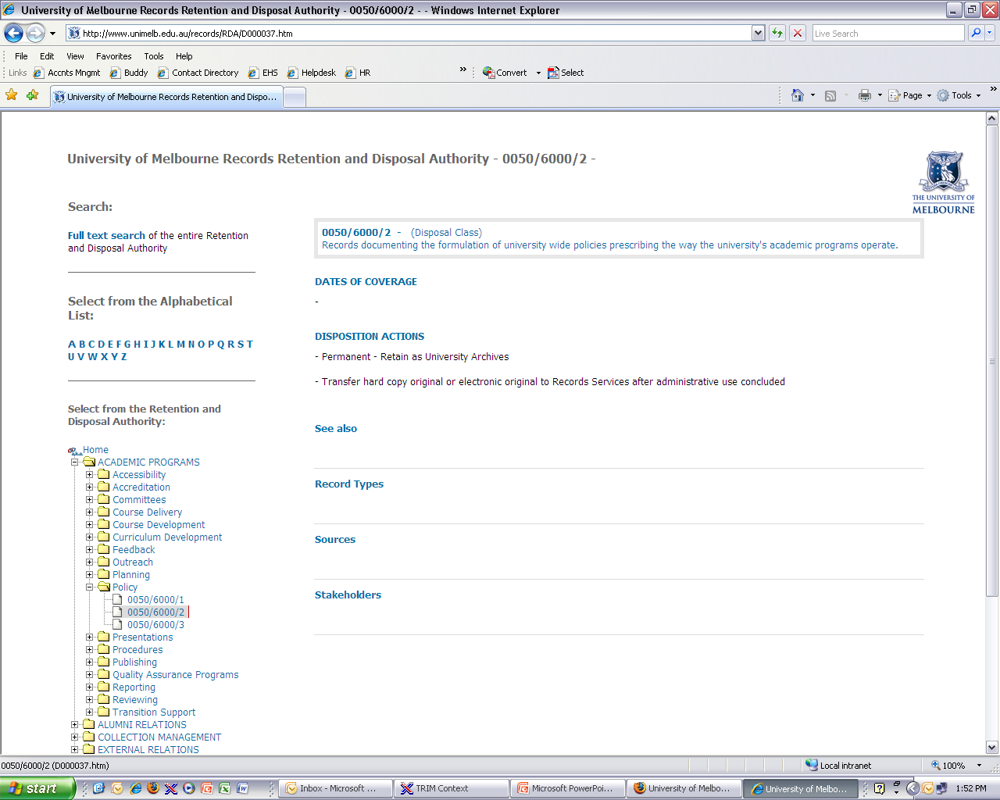 University of Melbourne Records Retention and Disposal Authority - 0050/6000/2 - - Windows Internet Explorer
http://www.unimelb.edu.au/records/RDA/D000037.htm
Live Search
File Edit View Favorites Tools Help
Links Accnts Mngmt Buddy Contact Directory EHS Helpdesk HR » Convert Select
University of Melbourne Records Retention and Dispo... Page Tools »
University of Melbourne Records Retention and Disposal Authority - 0050/6000/2 -
THE UNIVERSITY OF
MELBOURNE
Search:
Full text search of the entire Retention
and Disposal Authority
Select from the Alphabetical
List:
A B C D E F G H I J K L M N O P Q R S T
U V W X Y Z
Select from the Retention and
Disposal Authority:
Home
ACADEMIC PROGRAMS
Accessibility
Accreditation
Committees
Course Delivery
Course Development
Curriculum Development
Feedback
Outreach
Planning
Policy
0050/6000/1
0050/6000/2
0050/6000/3
Presentations
Procedures
Publishing
Quality Assurance Programs
Reporting
Reviewing
Transition Support
ALUMNI RELATIONS
COLLECTION MANAGEMENT
EXTERNAL RELATIONS
0050/6000/2 - (Disposal Class)
Records documenting the formulation of university wide policies prescribing the way the university's academic programs operate.
DATES OF COVERAGE
-
DISPOSITION ACTIONS
- Permanent - Retain as University Archives
- Transfer hard copy original or electronic original to Records Services after administrative use concluded
See also
Record Types
Sources
Stakeholders
0050/6000/2 (D000037.htm) Local intranet 100%
start Inbox - Microsoft ... TRIM Context Microsoft PowerPoi... University of Melbo... University of Melbo... 1:52 PM